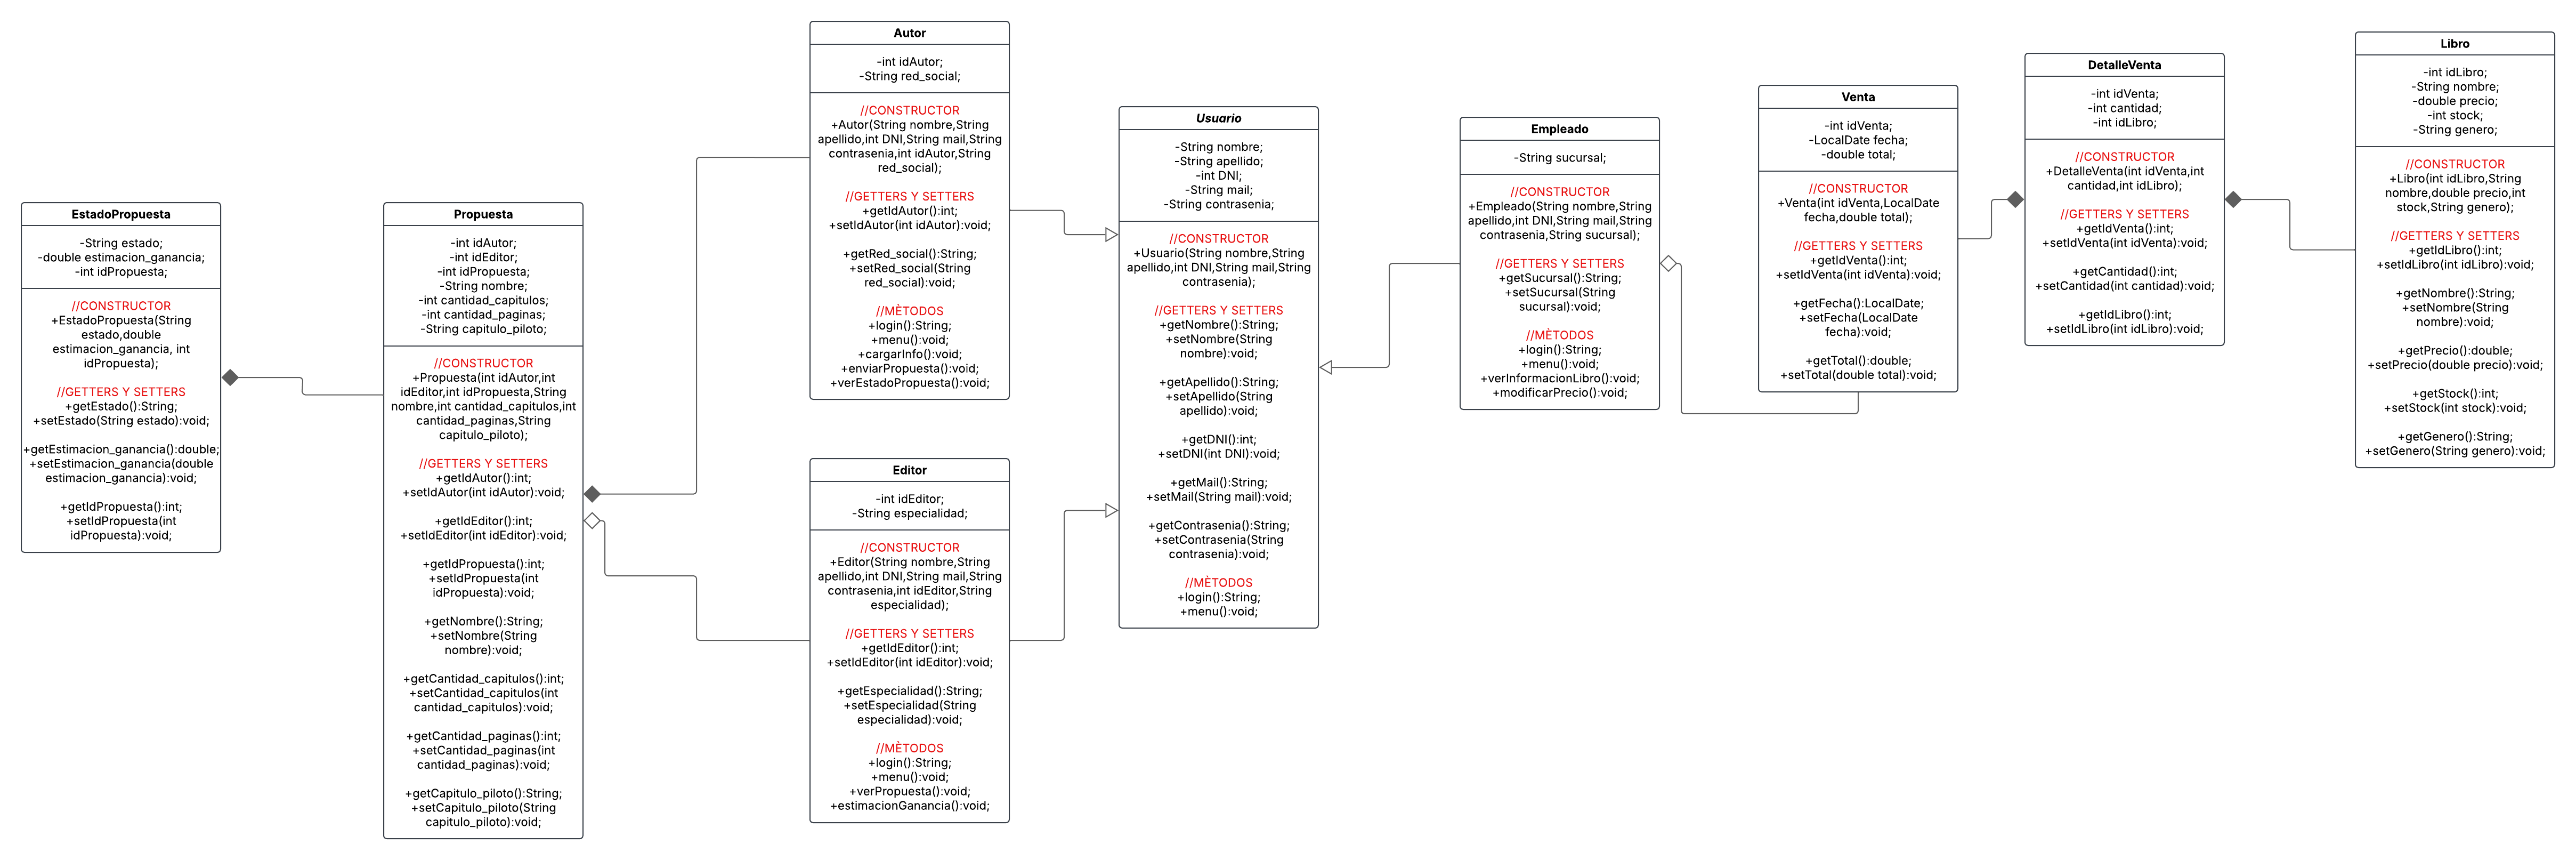 EstadoPropuesta
-String estado;
-double estimacion_ganancia;
-int idPropuesta;
//CONSTRUCTOR
+EstadoPropuesta(String
estado,double
estimacion_ganancia, int
idPropuesta);
//GETTERS Y SETTERS
+getEstado():String;
+setEstado(String estado):void;
+getEstimacion_ganancia():double;
+setEstimacion_ganancia(double
estimacion_ganancia):void;
+getIdPropuesta():int;
+setIdPropuesta(int
idPropuesta):void;
Propuesta
-int idAutor;
-int idEditor;
-int idPropuesta;
-String nombre;
-int cantidad_capitulos;
-int cantidad_paginas;
-String capitulo_piloto;
//CONSTRUCTOR
+Propuesta(int idAutor,int
idEditor,int idPropuesta,String
nombre,int cantidad_capitulos,int
cantidad_paginas,String
capitulo_piloto);
//GETTERS Y SETTERS
+getIdAutor():int;
+setIdAutor(int idAutor):void;
+getIdEditor():int;
+setIdEditor(int idEditor):void;
+getIdPropuesta():int;
+setIdPropuesta(int
idPropuesta):void;
+getNombre():String;
+setNombre(String
nombre):void;
+getCantidad_capitulos():int;
+setCantidad_capitulos(int
cantidad_capitulos):void;
+getCantidad_paginas():int;
+setCantidad_paginas(int
cantidad_paginas):void;
+getCapitulo_piloto():String;
+setCapitulo_piloto(String
capitulo_piloto):void;
Autor
-int idAutor;
-String red_social;
//CONSTRUCTOR
+Autor(String nombre,String
apellido,int DNI,String mail,String
contrasenia,int idAutor,String
red_social);
//GETTERS Y SETTERS
+getIdAutor():int;
+setIdAutor(int idAutor):void;
+getRed_social():String;
+setRed_social(String
red_social):void;
//MÈTODOS
+login():String;
+menu():void;
+cargarInfo():void;
+enviarPropuesta():void;
+verEstadoPropuesta():void;
Editor
-int idEditor;
-String especialidad;
//CONSTRUCTOR
+Editor(String nombre,String
apellido,int DNI,String mail,String
contrasenia,int idEditor,String
especialidad);
//GETTERS Y SETTERS
+getIdEditor():int;
+setIdEditor(int idEditor):void;
+getEspecialidad():String;
+setEspecialidad(String
especialidad):void;
//MÈTODOS
+login():String;
+menu():void;
+verPropuesta():void;
+estimacionGanancia():void;
Usuario
-String nombre;
-String apellido;
-int DNI;
-String mail;
-String contrasenia;
//CONSTRUCTOR
+Usuario(String nombre,String
apellido,int DNI,String mail,String
contrasenia);
//GETTERS Y SETTERS
+getNombre():String;
+setNombre(String
nombre):void;
+getApellido():String;
+setApellido(String
apellido):void;
+getDNI():int;
+setDNI(int DNI):void;
+getMail():String;
+setMail(String mail):void;
+getContrasenia():String;
+setContrasenia(String
contrasenia):void;
//MÈTODOS
+login():String;
+menu():void;
Empleado
-String sucursal;
//CONSTRUCTOR
+Empleado(String nombre,String
apellido,int DNI,String mail,String
contrasenia,String sucursal);
//GETTERS Y SETTERS
+getSucursal():String;
+setSucursal(String
sucursal):void;
//MÈTODOS
+login():String;
+menu():void;
+verInformacionLibro():void;
+modificarPrecio():void;
Venta
-int idVenta;
-LocalDate fecha;
-double total;
//CONSTRUCTOR
+Venta(int idVenta,LocalDate
fecha,double total);
//GETTERS Y SETTERS
+getIdVenta():int;
+setIdVenta(int idVenta):void;
+getFecha():LocalDate;
+setFecha(LocalDate
fecha):void;
+getTotal():double;
+setTotal(double total):void;
DetalleVenta
-int idVenta;
-int cantidad;
-int idLibro;
//CONSTRUCTOR
+DetalleVenta(int idVenta,int
cantidad,int idLibro);
//GETTERS Y SETTERS
+getIdVenta():int;
+setIdVenta(int idVenta):void;
+getCantidad():int;
+setCantidad(int cantidad):void;
+getIdLibro():int;
+setIdLibro(int idLibro):void;
Libro
-int idLibro;
-String nombre;
-double precio;
-int stock;
-String genero;
//CONSTRUCTOR
+Libro(int idLibro,String
nombre,double precio,int
stock,String genero);
//GETTERS Y SETTERS
+getIdLibro():int;
+setIdLibro(int idLibro):void;
+getNombre():String;
+setNombre(String
nombre):void;
+getPrecio():double;
+setPrecio(double precio):void;
+getStock():int;
+setStock(int stock):void;
+getGenero():String;
+setGenero(String genero):void;